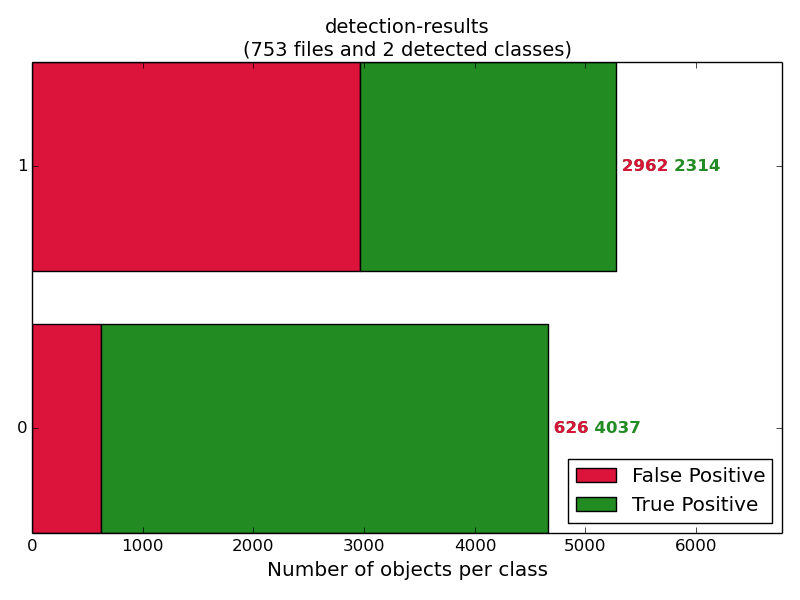 detection-results
(753 files and 2 detected classes)
1
2962 2314
0
626 4037
False Positive
True Positive
0 1000 2000 3000 4000 5000 6000
Number of objects per class